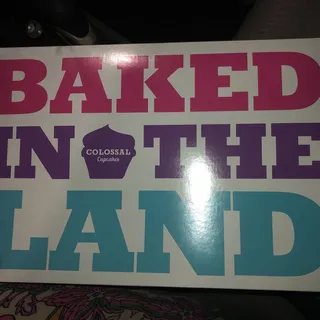 BAKED
IN THE
COLOSSAL
Cupcakes
LAND